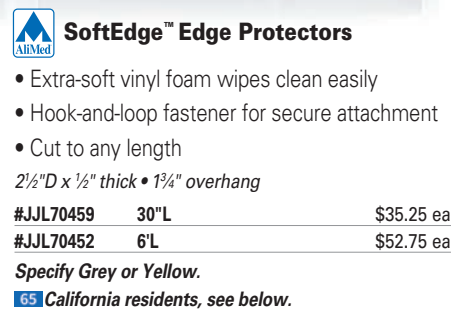 AliMed
SoftEdge™ Edge Protectors
• Extra-soft vinyl foam wipes clean easily
• Hook-and-loop fastener for secure attachment
• Cut to any length
2½"D x ½" thick • 1¾" overhang
#JJL70459 30"L $35.25 ea
#JJL70452 6'L $52.75 ea
Specify Grey or Yellow.
65 California residents, see below.